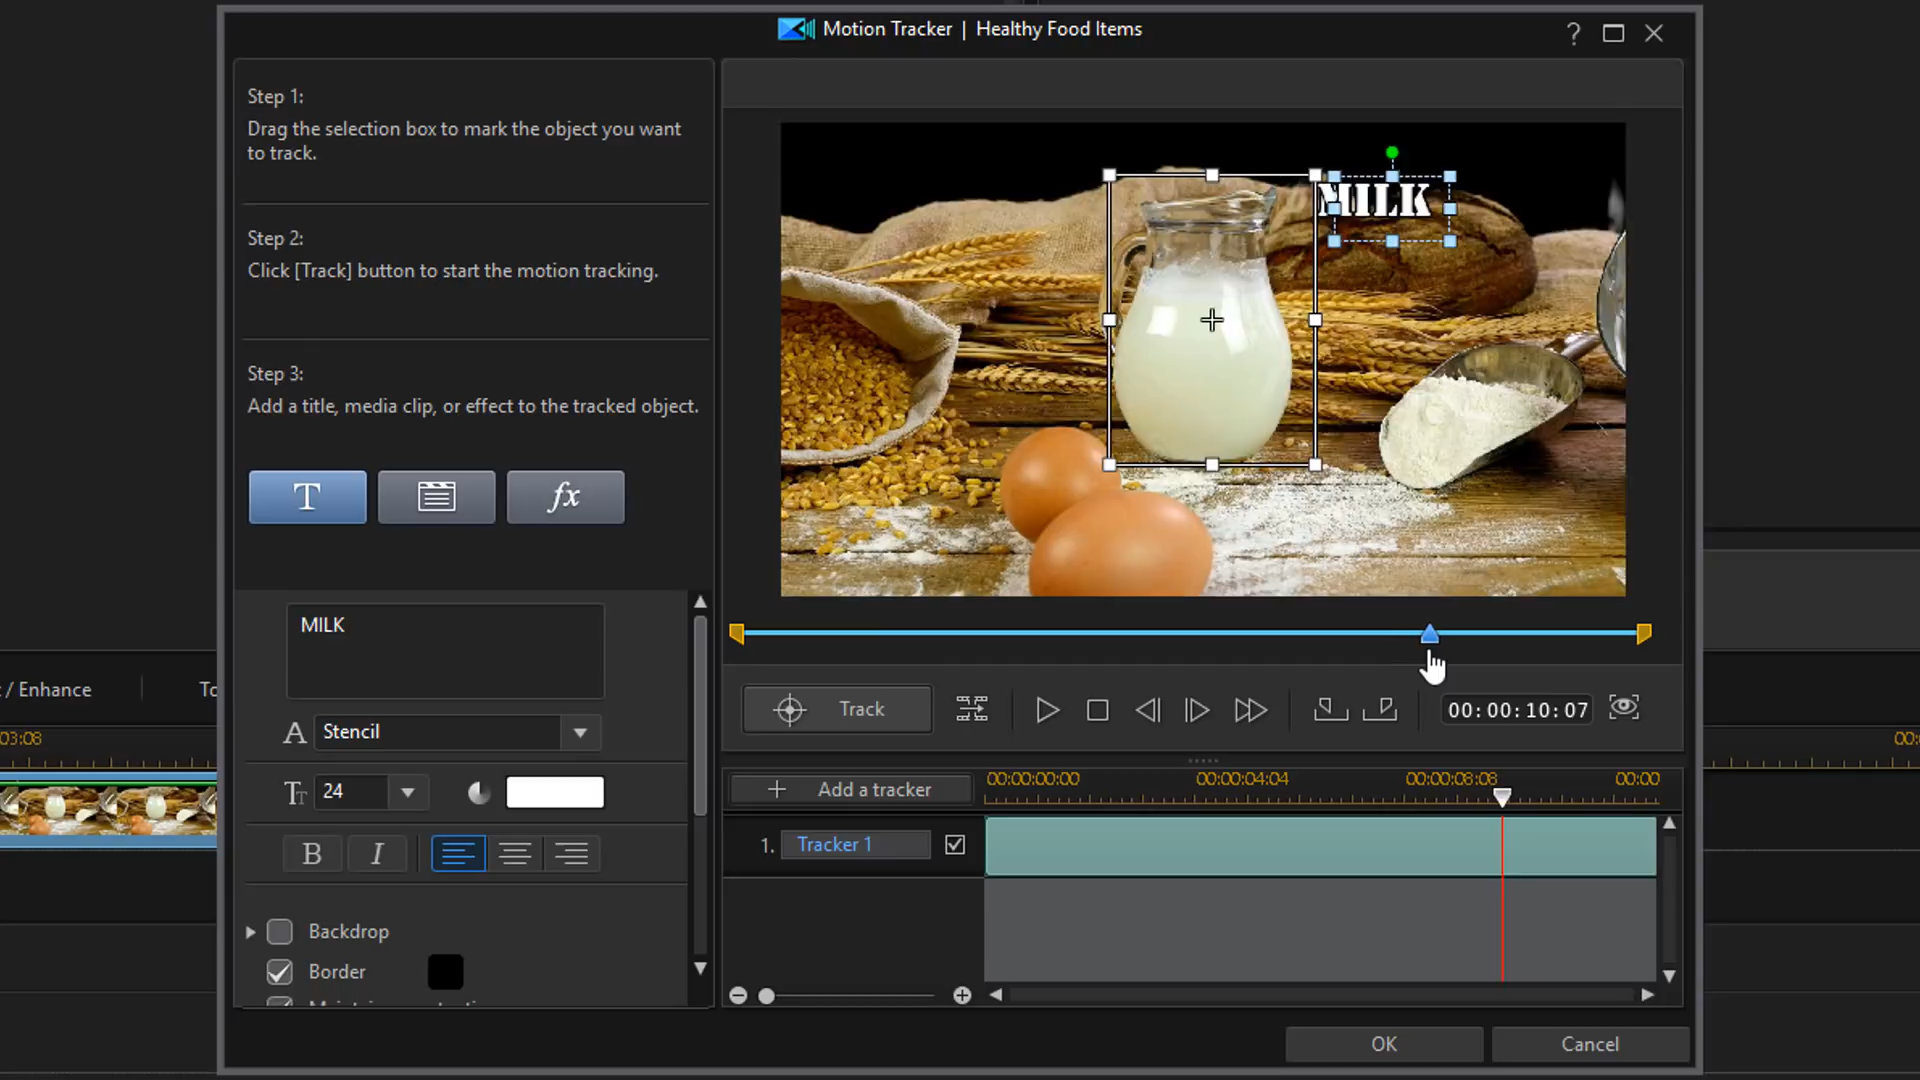 Motion Tracker | Healthy Food Items
?
Step 1:
Drag the selection box to mark the object you want
to track.
Step 2:
Click [Track] button to start the motion tracking.
Step 3:
Add a title, media clip, or effect to the tracked object.
T
fx
MILK
MILK
/ Enhance
To
03:08
A Stencil
24
B I
Backdrop
Border
Track
00:00:10:07
Add a tracker
00:00:00:00 00:00:04:04 00:00:08:08 00:00
1. Tracker 1
00:
OK
Cancel